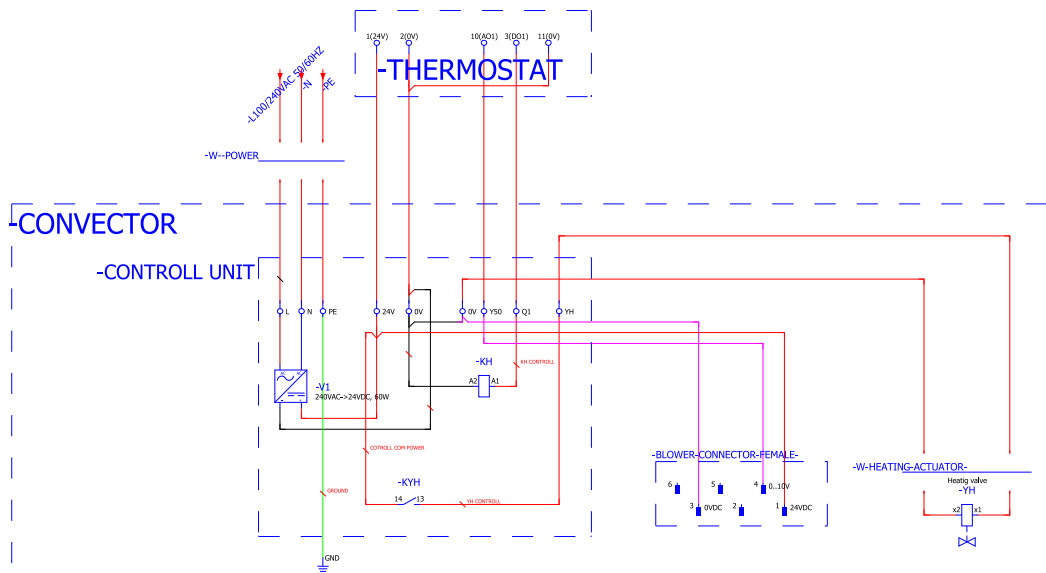 1(24V) 2(0V) 10(AO1) 3(DO1) 11(0V)
-THERMOSTAT
-L100/240VAC 50/60HZ
-N
-PE
-W--POWER
-CONVECTOR
-CONTROLL UNIT
L N PE 24V 0V 0V Y50 Q1 YH
-KH
KH CONTROLL
A2 A1
-V1
240VAC->24VDC, 60W
AC AC
COTROLL COM POWER
-KYH
14 13
YH CONTROLL
GROUND
GND
-BLOWER-CONNECTOR-FEMALE-
6 5 4 0..10V
3 0VDC 2 1 24VDC
-W-HEATING-ACTUATOR-
Heatig valve
-YH
x2 x1